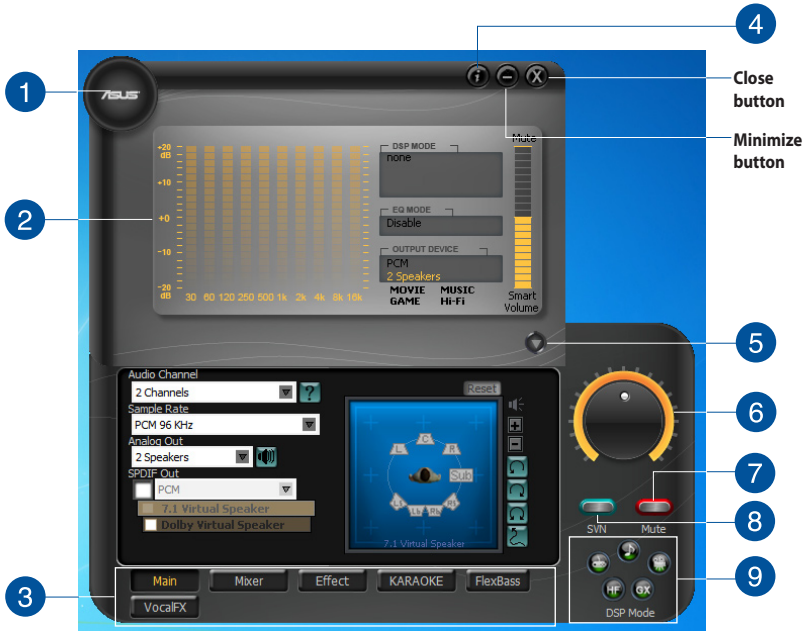 4
1
ASUS
i
X
Close
button
Minimize
button
Mute
+20
dB
+10
+0
-10
-20
dB
30 60 120 250 500 1k 2k 4k 8k 16k
DSP MODE
none
EQ MODE
Disable
OUTPUT DEVICE
PCM
2 Speakers
MOVIE MUSIC
GAME Hi-Fi
Smart
Volume
2
5
Audio Channel
2 Channels
?
Sample Rate
PCM 96 KHz
Analog Out
2 Speakers
SPDIF Out
PCM
7.1 Virtual Speaker
Dolby Virtual Speaker
Reset
L C R
Sub
7.1 Virtual Speaker
6
7
8
SVN Mute
9
HF GX
DSP Mode
3
Main Mixer Effect KARAOKE FlexBass
VocalFX